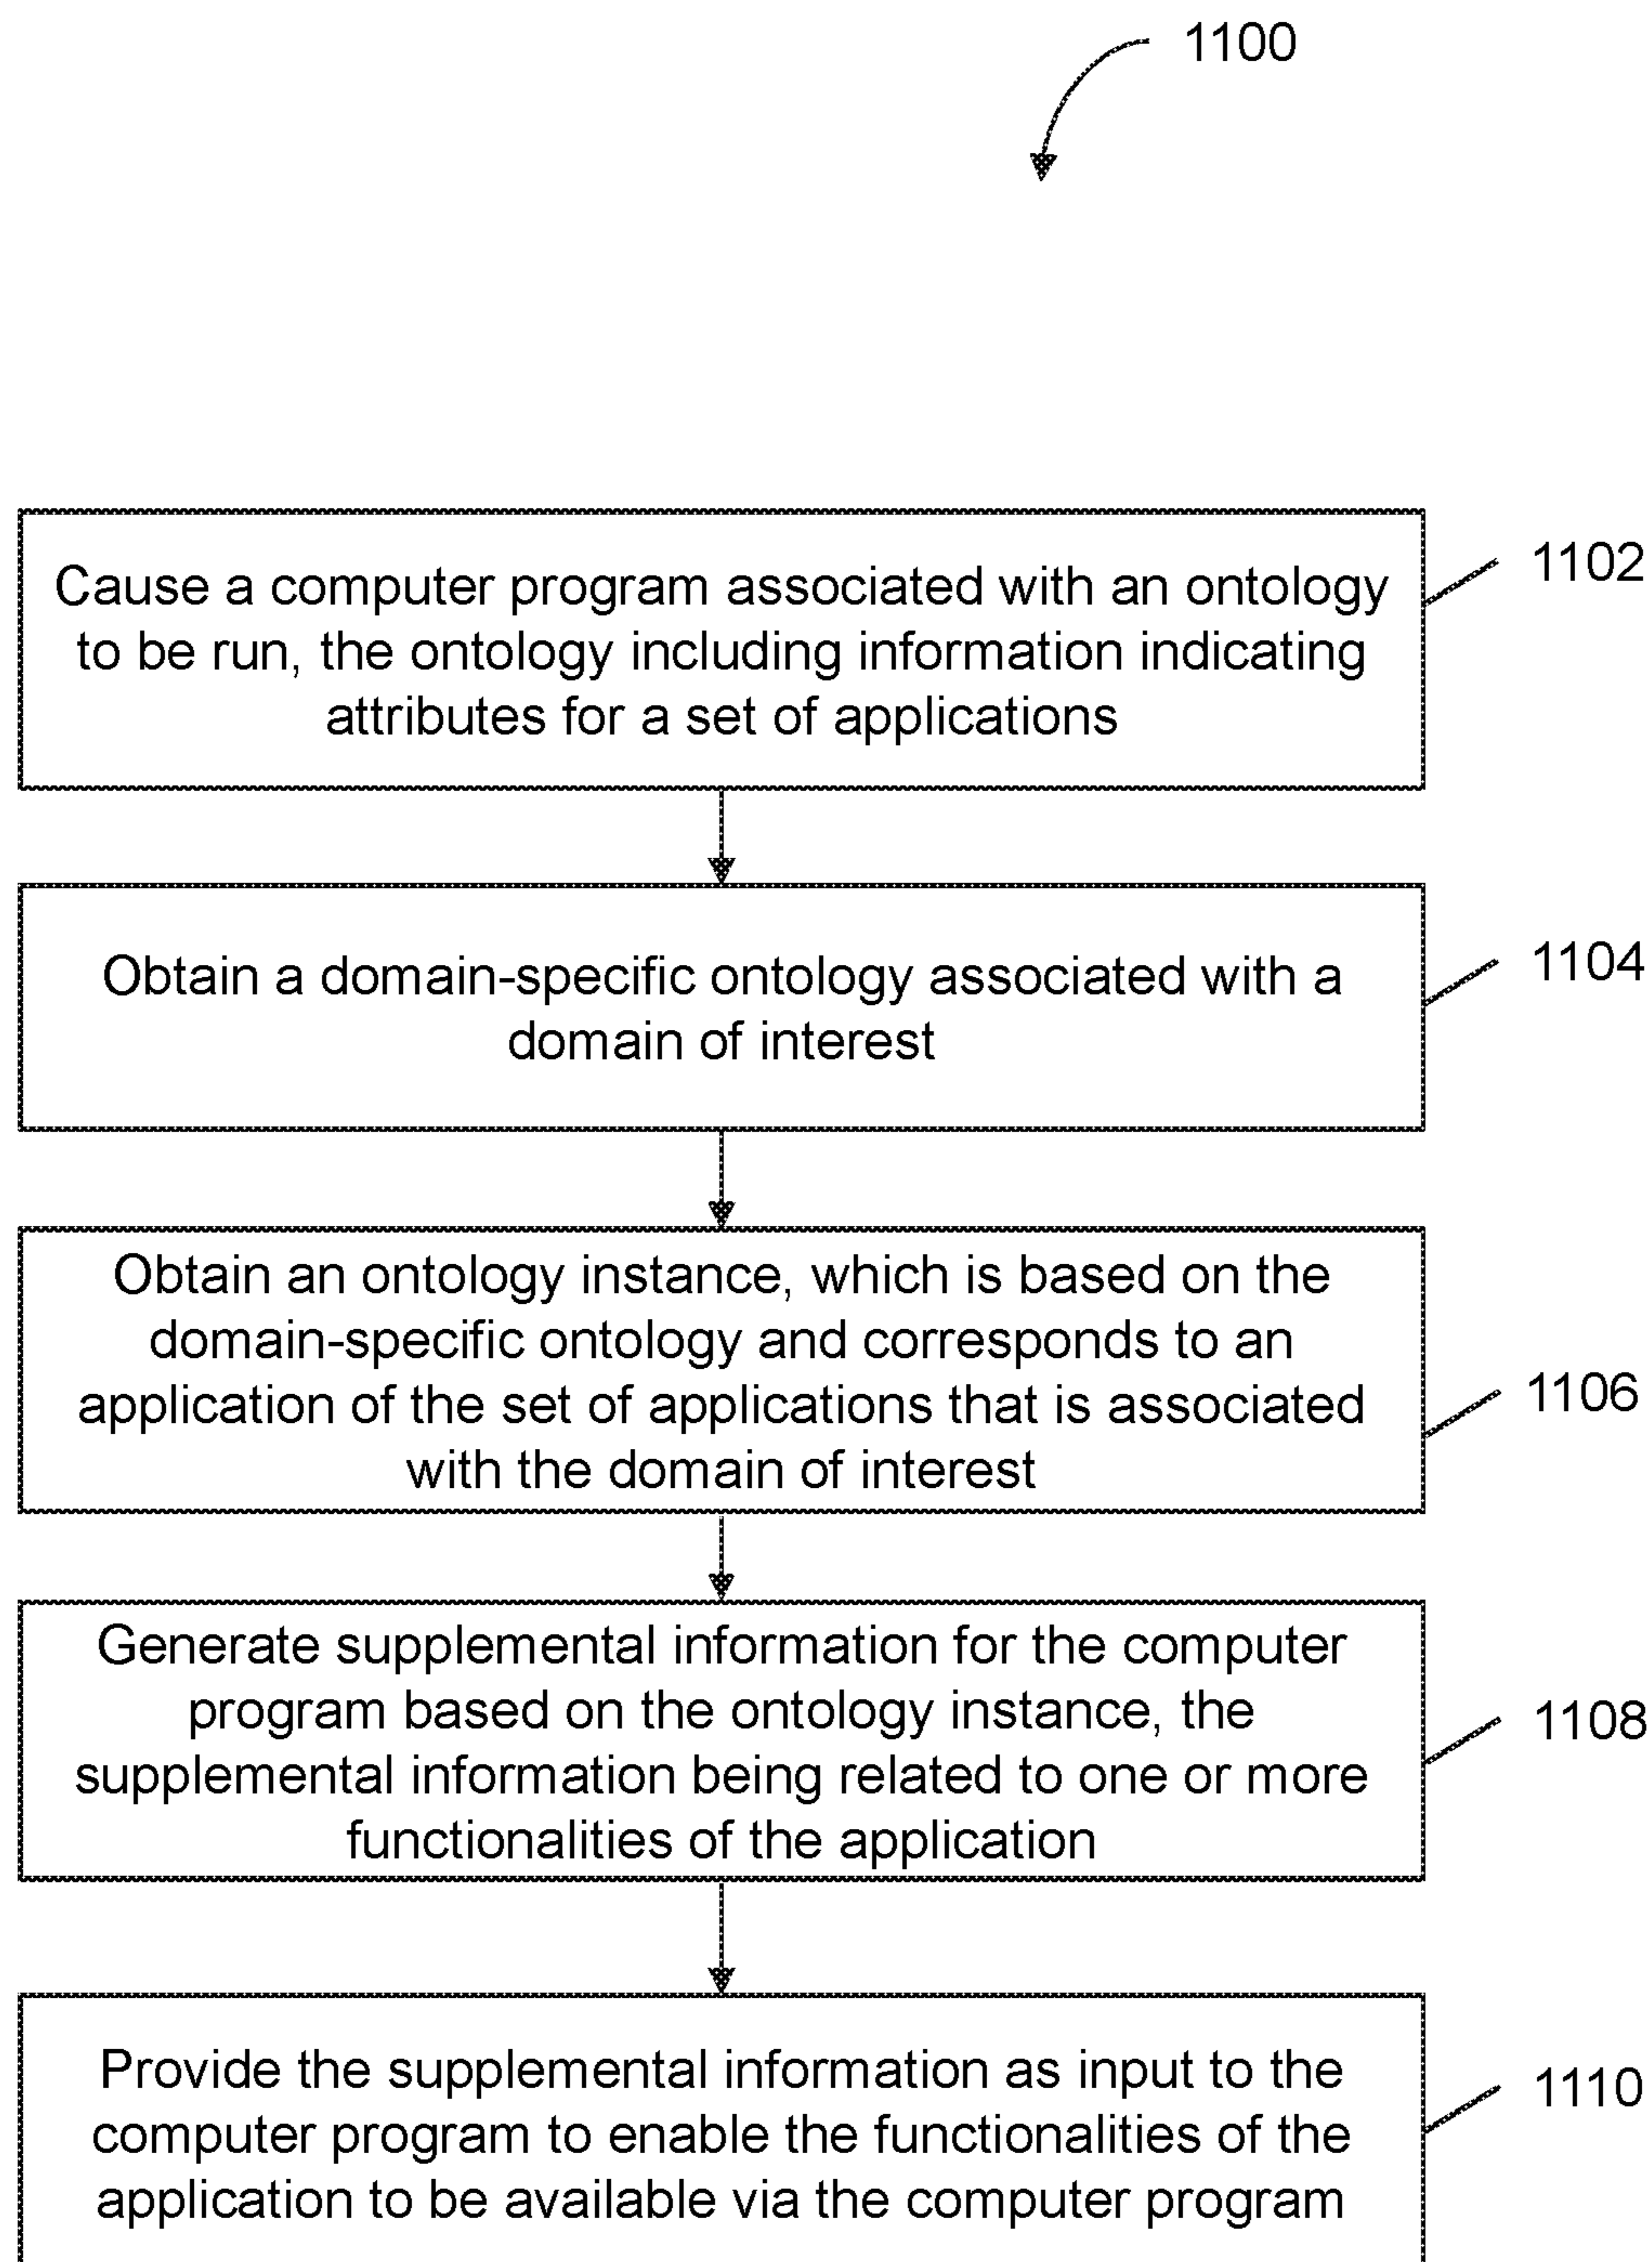 1100
Cause a computer program associated with an ontology
to be run, the ontology including information indicating
attributes for a set of applications
1102
Obtain a domain-specific ontology associated with a
domain of interest
1104
Obtain an ontology instance, which is based on the
domain-specific ontology and corresponds to an
application of the set of applications that is associated
with the domain of interest
1106
Generate supplemental information for the computer
program based on the ontology instance, the
supplemental information being related to one or more
functionalities of the application
1108
Provide the supplemental information as input to the
computer program to enable the functionalities of the
application to be available via the computer program
1110